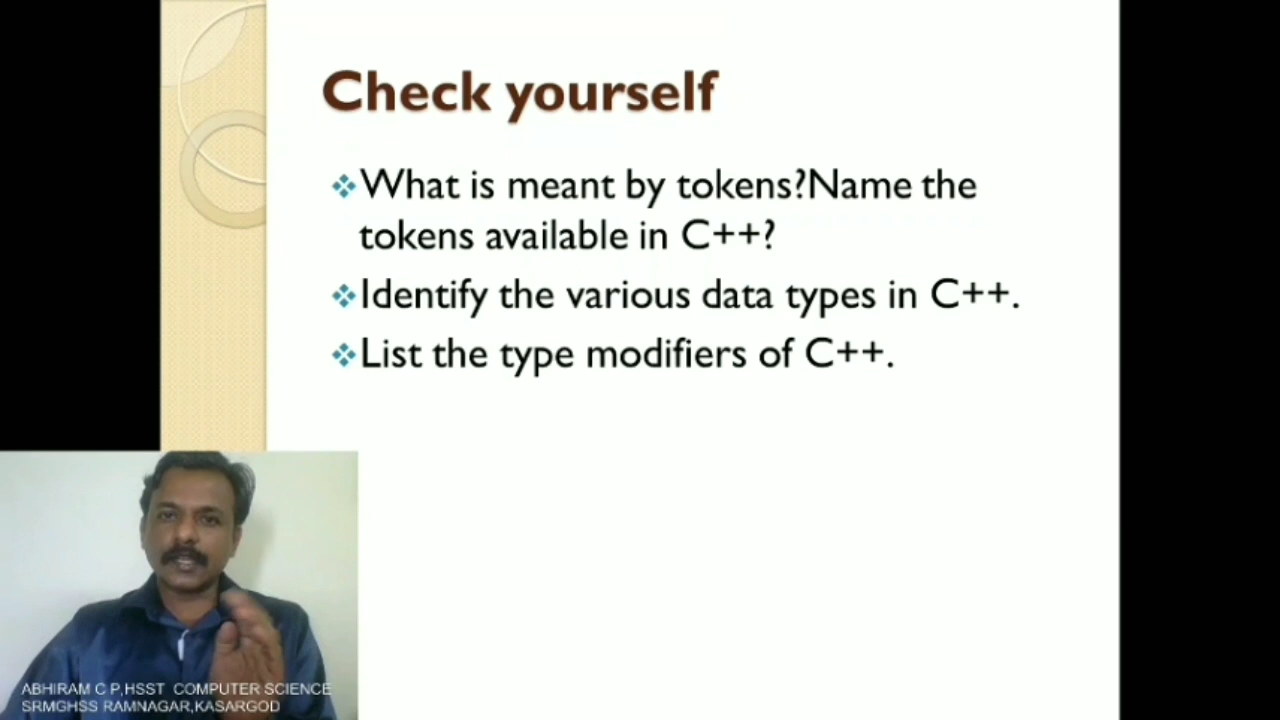 Check yourself
What is meant by tokens?Name the
tokens available in C++?
Identify the various data types in C++.
List the type modifiers of C++.
ABHIRAM C P,HSST COMPUTER SCIENCE
SRMGHSS RAMNAGAR,KASARGOD